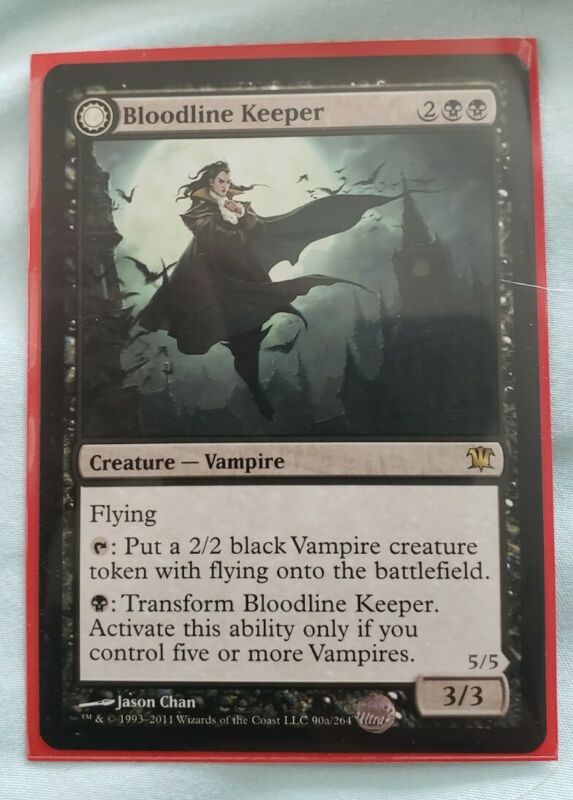 Bloodline Keeper 2
Creature — Vampire
Flying
: Put a 2/2 black Vampire creature
token with flying onto the battlefield.
: Transform Bloodline Keeper.
Activate this ability only if you
control five or more Vampires.
5/5
3/3
Jason Chan
™ & © 1993–2011 Wizards of the Coast LLC 90a/264
Ultra